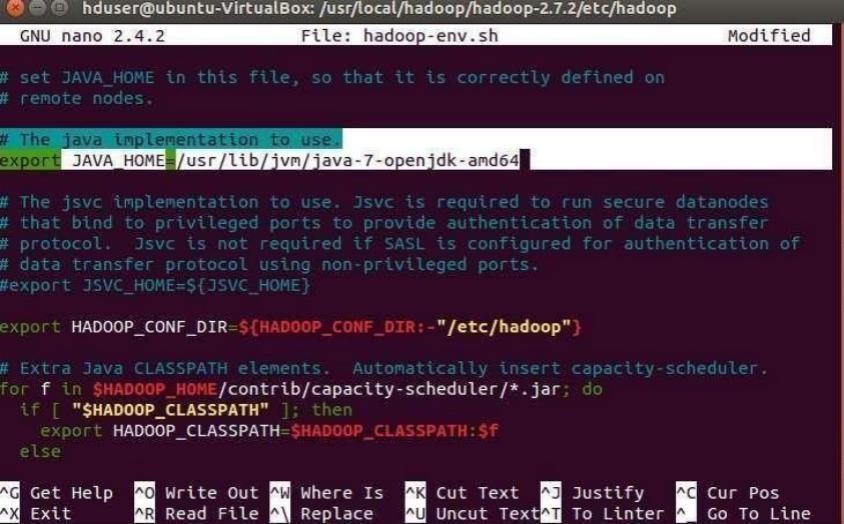 hduser@ubuntu-VirtualBox: /usr/local/hadoop/hadoop-2.7.2/etc/hadoop
GNU nano 2.4.2 File: hadoop-env.sh Modified
# set JAVA_HOME in this file, so that it is correctly defined on
# remote nodes.
# The java implementation to use.
export JAVA_HOME=/usr/lib/jvm/java-7-openjdk-amd64
# The jsvc implementation to use. Jsvc is required to run secure datanodes
# that bind to privileged ports to provide authentication of data transfer
# protocol.  Jsvc is not required if SASL is configured for authentication of
# data transfer protocol using non-privileged ports.
#export JSVC_HOME=${JSVC_HOME}
export HADOOP_CONF_DIR=${HADOOP_CONF_DIR:-"/etc/hadoop"}
# Extra Java CLASSPATH elements.  Automatically insert capacity-scheduler.
for f in $HADOOP_HOME/contrib/capacity-scheduler/*.jar; do
  if [ "$HADOOP_CLASSPATH" ]; then
    export HADOOP_CLASSPATH=$HADOOP_CLASSPATH:$f
  else
^G Get Help ^O Write Out ^W Where Is ^K Cut Text ^J Justify ^C Cur Pos
^X Exit ^R Read File ^\ Replace ^U Uncut Text ^T To Linter ^_ Go To Line